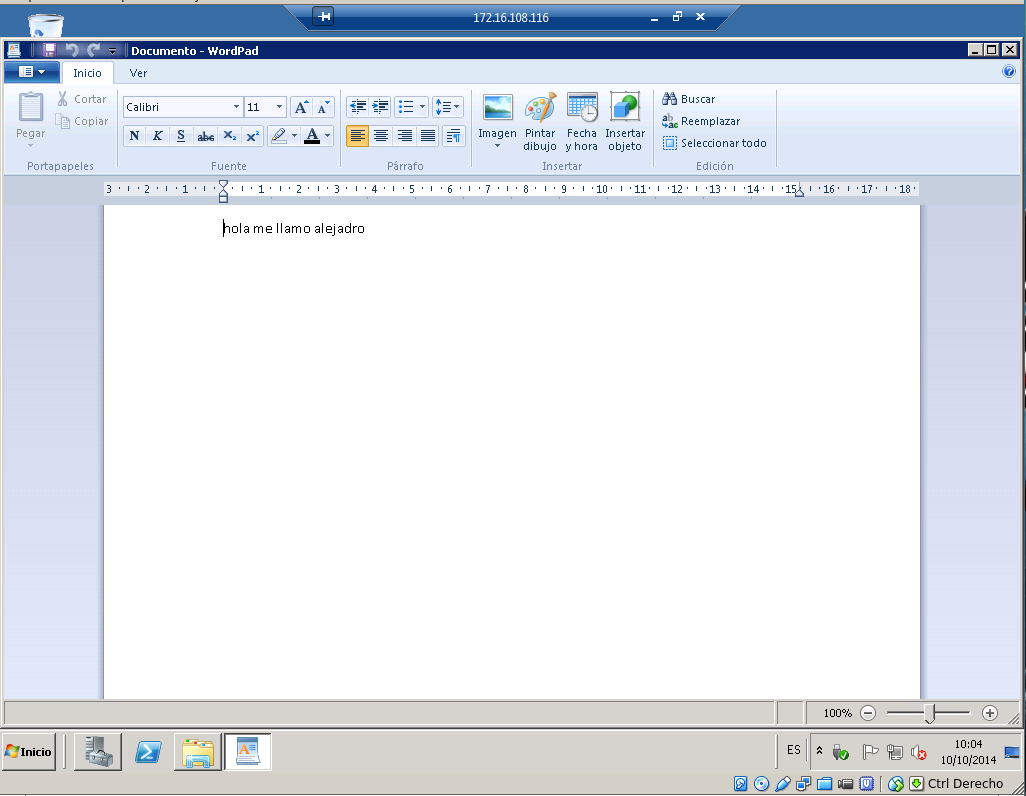 172.16.108.116
Documento - WordPad
Inicio Ver
Pegar
Cortar
Copiar
Portapapeles
Calibri 11
N K S abc X₂ X²
A
Fuente
Párrafo
Imagen
Pintar dibujo
Fecha y hora
Insertar objeto
Insertar
Buscar
Reemplazar
Seleccionar todo
Edición
3 2 1 1 2 3 4 5 6 7 8 9 10 11 12 13 14 15 16 17 18
hola me llamo alejadro
100%
Inicio
ES
10:04
10/10/2014
Ctrl Derecho